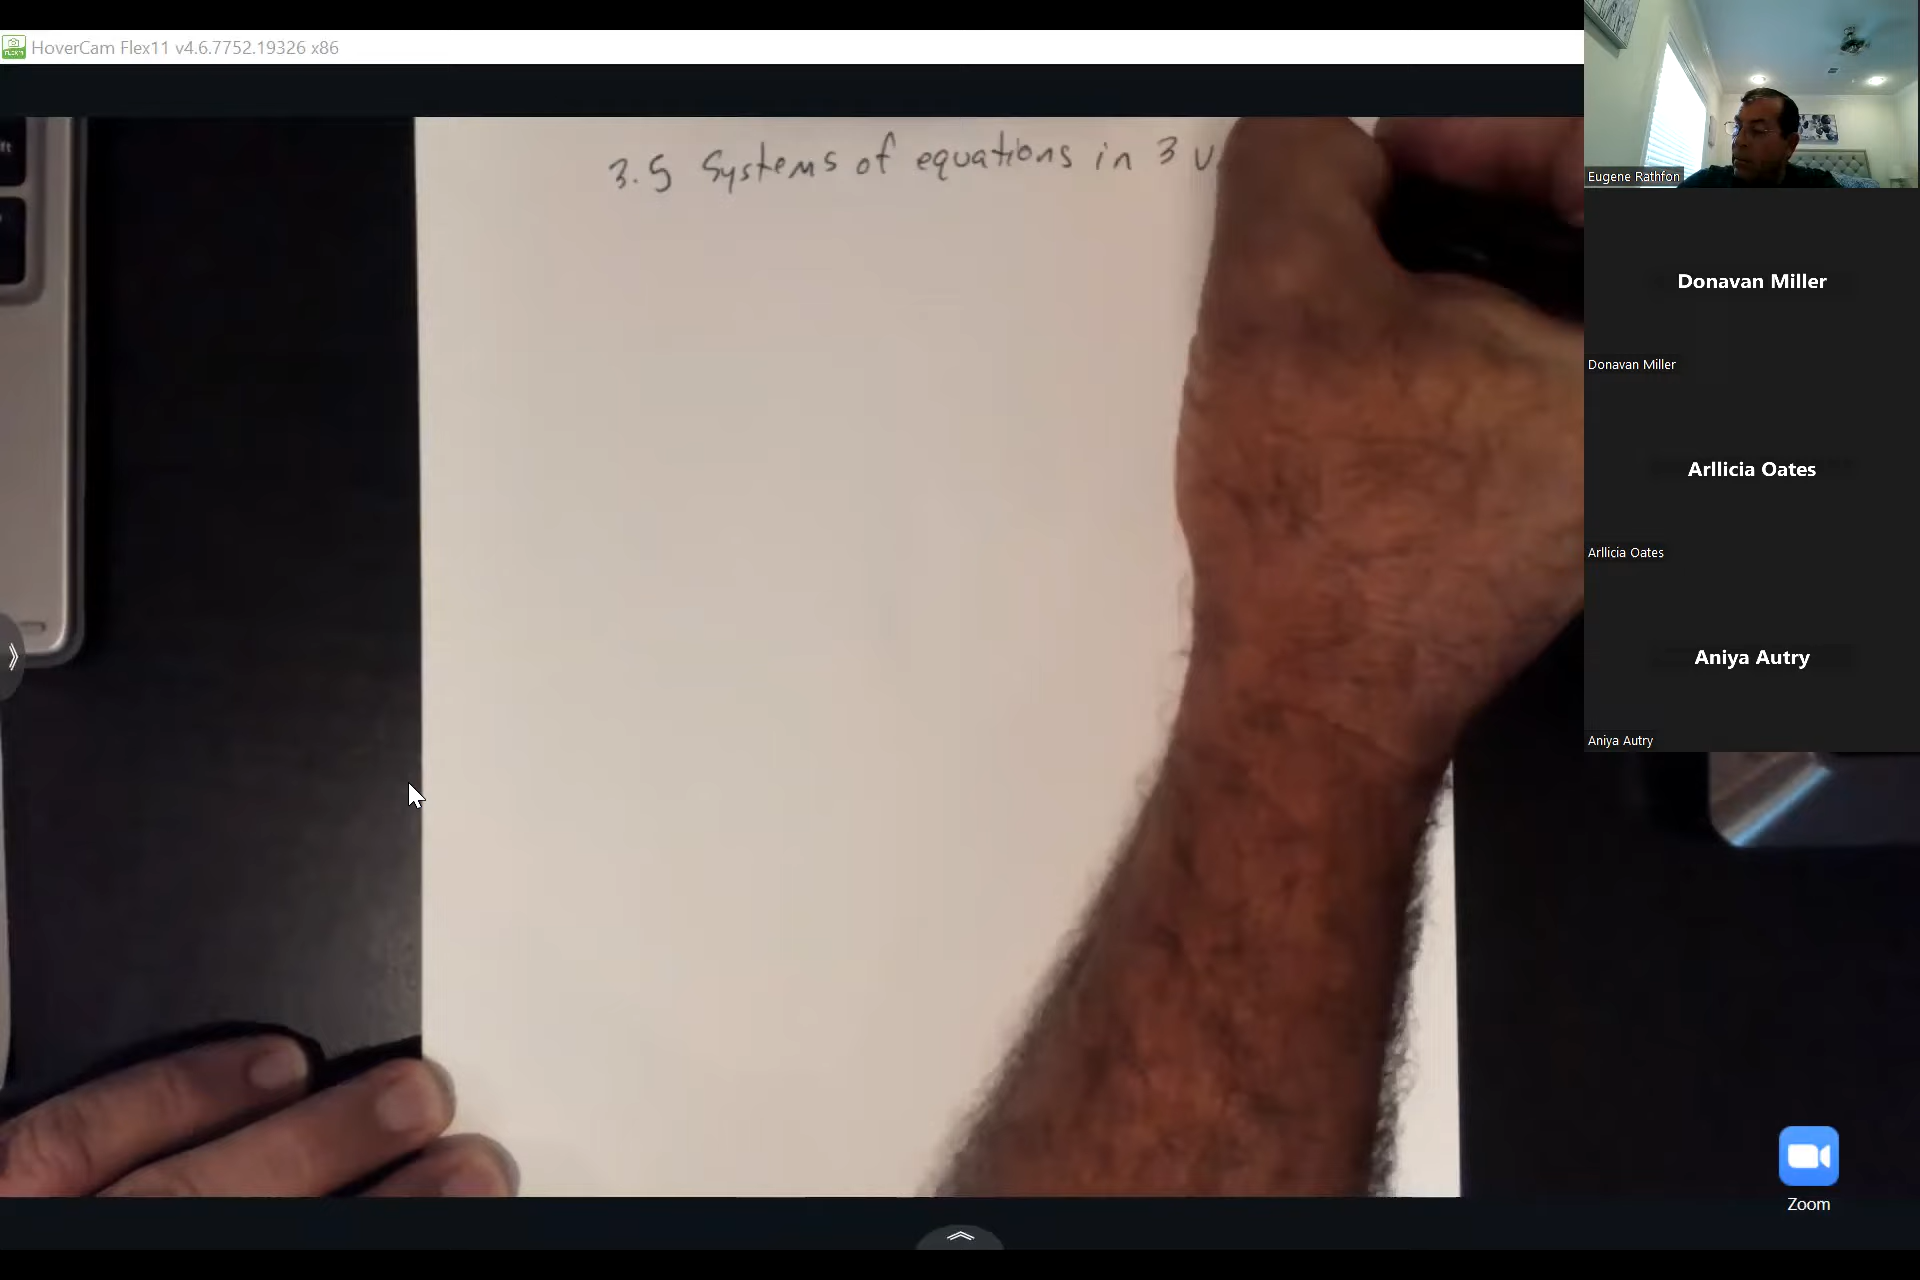 HoverCam Flex11 v4.6.7752.19326 x86
3.5 Systems of equations in 3 v
Eugene Rathfon
Donavan Miller
Donavan Miller
Arllicia Oates
Arllicia Oates
Aniya Autry
Aniya Autry
Zoom